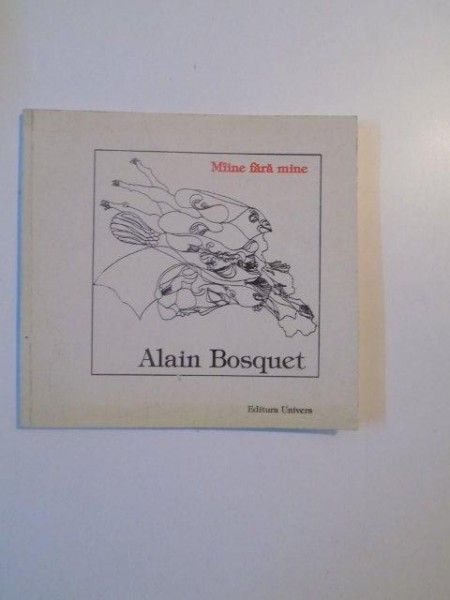 Mîine fără mine
Alain Bosquet
Editura Univers